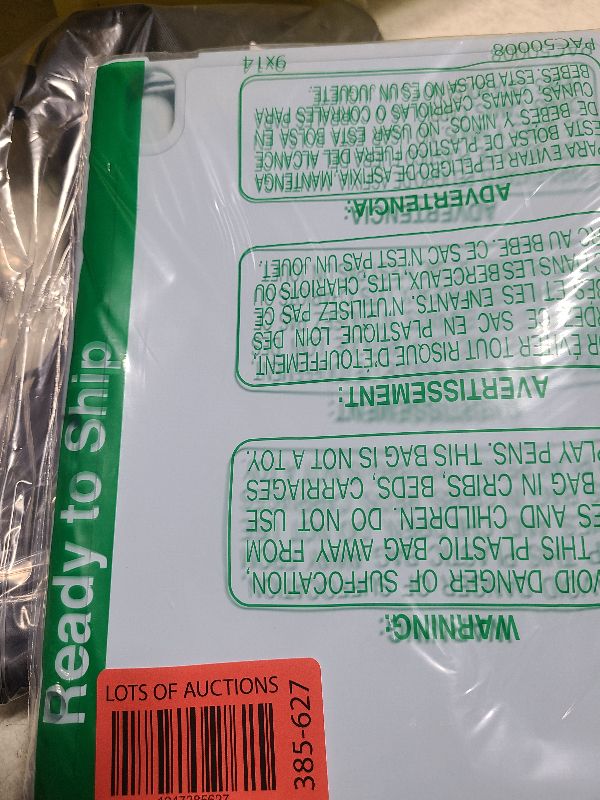 WARNING:
VOID DANGER OF SUFFOCATION,
P THIS PLASTIC BAG AWAY FROM
ES AND CHILDREN. DO NOT USE
BAG IN CRIBS, BEDS, CARRIAGES
LAY PENS. THIS BAG IS NOT A TOY.
AVERTISSEMENT:
R ÉVITER TOUT RISQUE D'ÉTOUFFEMENT,
CE SAC EN PLASTIQUE LOIN DES
ET LES ENFANTS. N'UTILISEZ PAS CE
DANS LES BERCEAUX, LITS, CHARIOTS OU
RC AU BEBE. CE SAC N'EST PAS UN JOUET.
ADVERTENCIA:
PARA EVITAR EL PELIGRO DE ASFIXIA, MANTENGA
ESTA BOLSA DE PLASTICO FUERA DEL ALCANCE
DE BEBES Y NIÑOS. NO USAR ESTA BOLSA EN
CUNAS, CAMAS, CARRIOLAS O CORRALES PARA
BEBES. ESTA BOLSA NO ES UN JUGUETE.
PAC50008
9x14
Ready to Ship
LOTS OF AUCTIONS
385-627